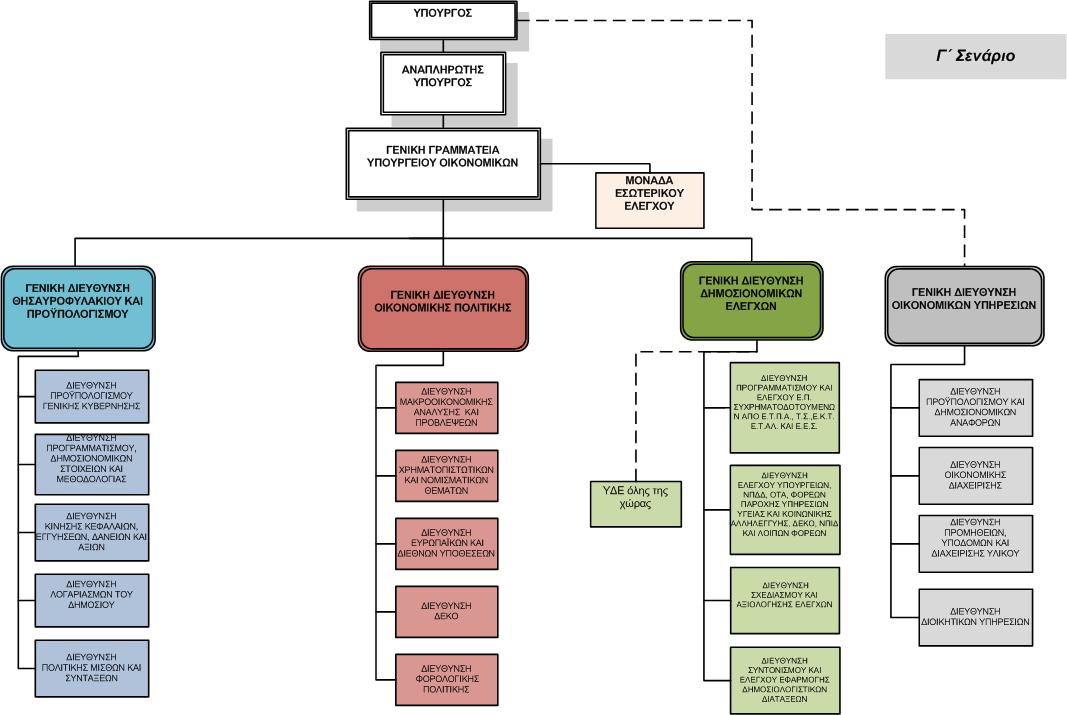 ΥΠΟΥΡΓΟΣ
Γ΄ Σενάριο
ΑΝΑΠΛΗΡΩΤΗΣ
ΥΠΟΥΡΓΟΣ
ΓΕΝΙΚΗ ΓΡΑΜΜΑΤΕΙΑ
ΥΠΟΥΡΓΕΙΟΥ ΟΙΚΟΝΟΜΙΚΩΝ
ΜΟΝΑΔΑ
ΕΣΩΤΕΡΙΚΟΥ
ΕΛΕΓΧΟΥ
ΓΕΝΙΚΗ ΔΙΕΥΘΥΝΣΗ
ΘΗΣΑΥΡΟΦΥΛΑΚΙΟΥ ΚΑΙ
ΠΡΟΫΠΟΛΟΓΙΣΜΟΥ
ΔΙΕΥΘΥΝΣΗ
ΠΡΟΫΠΟΛΟΓΙΣΜΟΥ
ΓΕΝΙΚΗΣ ΚΥΒΕΡΝΗΣΗΣ
ΔΙΕΥΘΥΝΣΗ
ΠΡΟΓΡΑΜΜΑΤΙΣΜΟΥ,
ΔΗΜΟΣΙΟΝΟΜΙΚΩΝ
ΣΤΟΙΧΕΙΩΝ ΚΑΙ
ΜΕΘΟΔΟΛΟΓΙΑΣ
ΔΙΕΥΘΥΝΣΗ
ΚΙΝΗΣΗΣ ΚΕΦΑΛΑΙΩΝ,
ΕΓΓΥΗΣΕΩΝ, ΔΑΝΕΙΩΝ ΚΑΙ
ΑΞΙΩΝ
ΔΙΕΥΘΥΝΣΗ
ΛΟΓΑΡΙΑΣΜΩΝ ΤΟΥ
ΔΗΜΟΣΙΟΥ
ΔΙΕΥΘΥΝΣΗ
ΠΟΛΙΤΙΚΗΣ ΜΙΣΘΩΝ ΚΑΙ
ΣΥΝΤΑΞΕΩΝ
ΓΕΝΙΚΗ ΔΙΕΥΘΥΝΣΗ
ΟΙΚΟΝΟΜΙΚΗΣ ΠΟΛΙΤΙΚΗΣ
ΔΙΕΥΘΥΝΣΗ
ΜΑΚΡΟΟΙΚΟΝΟΜΙΚΗΣ
ΑΝΑΛΥΣΗΣ ΚΑΙ
ΠΡΟΒΛΕΨΕΩΝ
ΔΙΕΥΘΥΝΣΗ
ΧΡΗΜΑΤΟΠΙΣΤΩΤΙΚΩΝ
ΚΑΙ ΝΟΜΙΣΜΑΤΙΚΩΝ
ΘΕΜΑΤΩΝ
ΔΙΕΥΘΥΝΣΗ
ΕΥΡΩΠΑΪΚΩΝ ΚΑΙ
ΔΙΕΘΝΩΝ ΥΠΟΘΕΣΕΩΝ
ΔΙΕΥΘΥΝΣΗ
ΔΕΚΟ
ΔΙΕΥΘΥΝΣΗ
ΦΟΡΟΛΟΓΙΚΗΣ
ΠΟΛΙΤΙΚΗΣ
ΓΕΝΙΚΗ ΔΙΕΥΘΥΝΣΗ
ΔΗΜΟΣΙΟΝΟΜΙΚΩΝ
ΕΛΕΓΧΩΝ
ΥΔΕ όλης της
χώρας
ΔΙΕΥΘΥΝΣΗ
ΠΡΟΓΡΑΜΜΑΤΙΣΜΟΥ ΚΑΙ
ΕΛΕΓΧΟΥ Ε.Π.
ΣΥΧΡΗΜΑΤΟΔΟΤΟΥΜΕΝΩ
Ν ΑΠΟ Ε.Τ.Π.Α., Τ.Σ.,Ε.Κ.Τ.
Ε.Τ.ΑΛ. ΚΑΙ Ε.Ε.Σ.
ΔΙΕΥΘΥΝΣΗ
ΕΛΕΓΧΟΥ ΥΠΟΥΡΓΕΙΩΝ,
ΝΠΔΔ, ΟΤΑ, ΦΟΡΕΩΝ
ΠΑΡΟΧΗΣ ΥΠΗΡΕΣΙΩΝ
ΥΓΕΙΑΣ ΚΑΙ ΚΟΙΝΩΝΙΚΗΣ
ΑΛΛΗΛΕΓΓΥΗΣ, ΔΕΚΟ, ΝΠΙΔ
ΚΑΙ ΛΟΙΠΩΝ ΦΟΡΕΩΝ
ΔΙΕΥΘΥΝΣΗ
ΣΧΕΔΙΑΣΜΟΥ ΚΑΙ
ΑΞΙΟΛΟΓΗΣΗΣ ΕΛΕΓΧΩΝ
ΔΙΕΥΘΥΝΣΗ
ΣΥΝΤΟΝΙΣΜΟΥ ΚΑΙ
ΕΛΕΓΧΟΥ ΕΦΑΡΜΟΓΗΣ
ΔΗΜΟΣΙΟΛΟΓΙΣΤΙΚΩΝ
ΔΙΑΤΑΞΕΩΝ
ΓΕΝΙΚΗ ΔΙΕΥΘΥΝΣΗ
ΟΙΚΟΝΟΜΙΚΩΝ ΥΠΗΡΕΣΙΩΝ
ΔΙΕΥΘΥΝΣΗ
ΠΡΟΫΠΟΛΟΓΙΣΜΟΥ ΚΑΙ
ΔΗΜΟΣΙΟΝΟΜΙΚΩΝ
ΑΝΑΦΟΡΩΝ
ΔΙΕΥΘΥΝΣΗ
ΟΙΚΟΝΟΜΙΚΗΣ
ΔΙΑΧΕΙΡΙΣΗΣ
ΔΙΕΥΘΥΝΣΗ
ΠΡΟΜΗΘΕΙΩΝ,
ΥΠΟΔΟΜΩΝ ΚΑΙ
ΔΙΑΧΕΙΡΙΣΗΣ ΥΛΙΚΟΥ
ΔΙΕΥΘΥΝΣΗ
ΔΙΟΙΚΗΤΙΚΩΝ ΥΠΗΡΕΣΙΩΝ